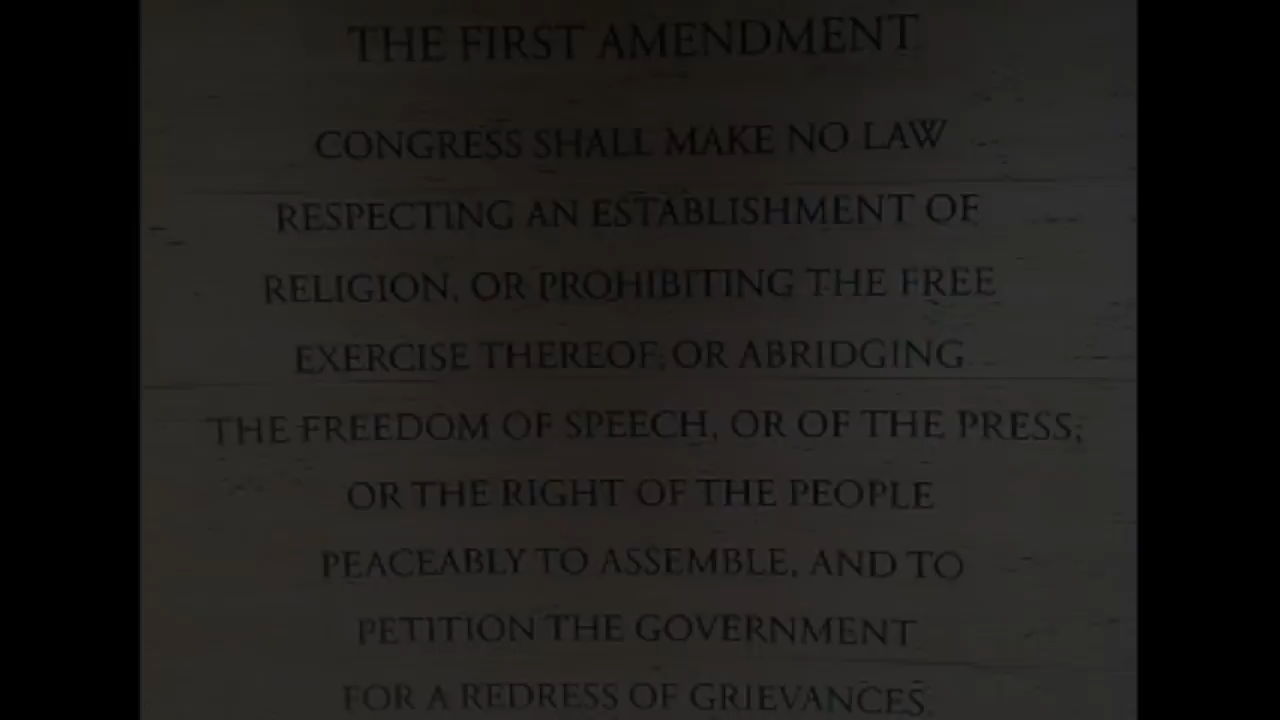 THE FIRST AMENDMENT
CONGRESS SHALL MAKE NO LAW
RESPECTING AN ESTABLISHMENT OF
RELIGION, OR PROHIBITING THE FREE
EXERCISE THEREOF; OR ABRIDGING
THE FREEDOM OF SPEECH, OR OF THE PRESS;
OR THE RIGHT OF THE PEOPLE
PEACEABLY TO ASSEMBLE, AND TO
PETITION THE GOVERNMENT
FOR A REDRESS OF GRIEVANCES.